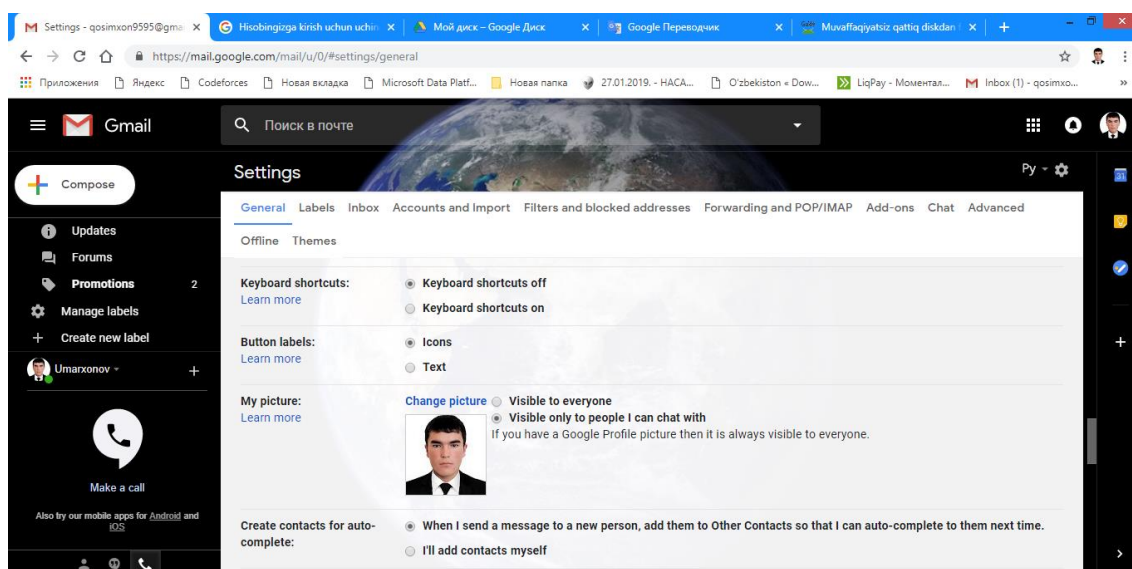 Settings - qosimxon9595@gma
Hisobingizga kirish uchun uchin
Мой диск – Google Диск
Google Переводчик
Muvaffaqiyatsiz qattiq diskdan
https://mail.google.com/mail/u/0/#settings/general
Приложения
Яндекс
Codeforces
Новая вкладка
Microsoft Data Platf...
Новая папка
27.01.2019. - НАСА...
O'zbekiston « Dow...
LiqPay - Моментал...
Inbox (1) - qosimxo...
»
Gmail
Поиск в почте
Compose
Settings
Ру
31
General Labels Inbox Accounts and Import Filters and blocked addresses Forwarding and POP/IMAP Add-ons Chat Advanced
Offline Themes
Updates
Forums
Promotions 2
Manage labels
Create new label
Umarxonov
Make a call
Also try our mobile apps for Android and
iOS
Keyboard shortcuts:
Learn more
Keyboard shortcuts off
Keyboard shortcuts on
Button labels:
Learn more
Icons
Text
My picture:
Learn more
Change picture
Visible to everyone
Visible only to people I can chat with
If you have a Google Profile picture then it is always visible to everyone.
Create contacts for auto-
complete:
When I send a message to a new person, add them to Other Contacts so that I can auto-complete to them next time.
I'll add contacts myself